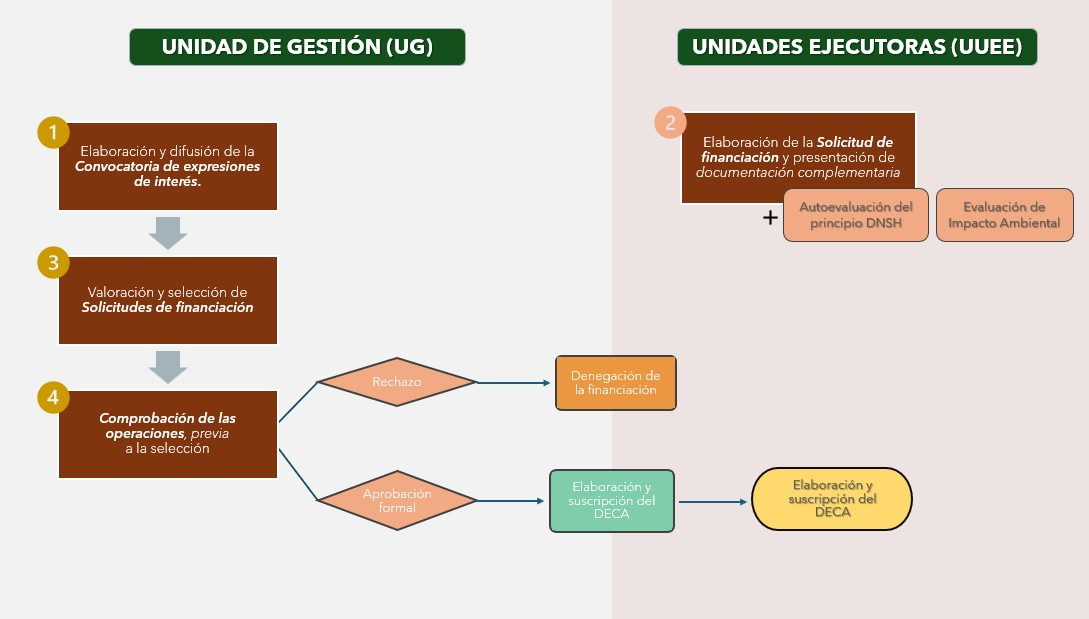 UNIDAD DE GESTIÓN (UG)
UNIDADES EJECUTORAS (UUEE)
1
Elaboración y difusión de la
Convocatoria de expresiones
de interés.
2
Elaboración de la Solicitud de
financiación y presentación de
documentación complementaria
+
Autoevaluación del
principio DNSH
Evaluación de
Impacto Ambiental
3
Valoración y selección de
Solicitudes de financiación
4
Comprobación de las
operaciones, previa
a la selección
Rechazo
Denegación de
la financiación
Aprobación
formal
Elaboración y
suscripción del
DECA
Elaboración y
suscripción del
DECA